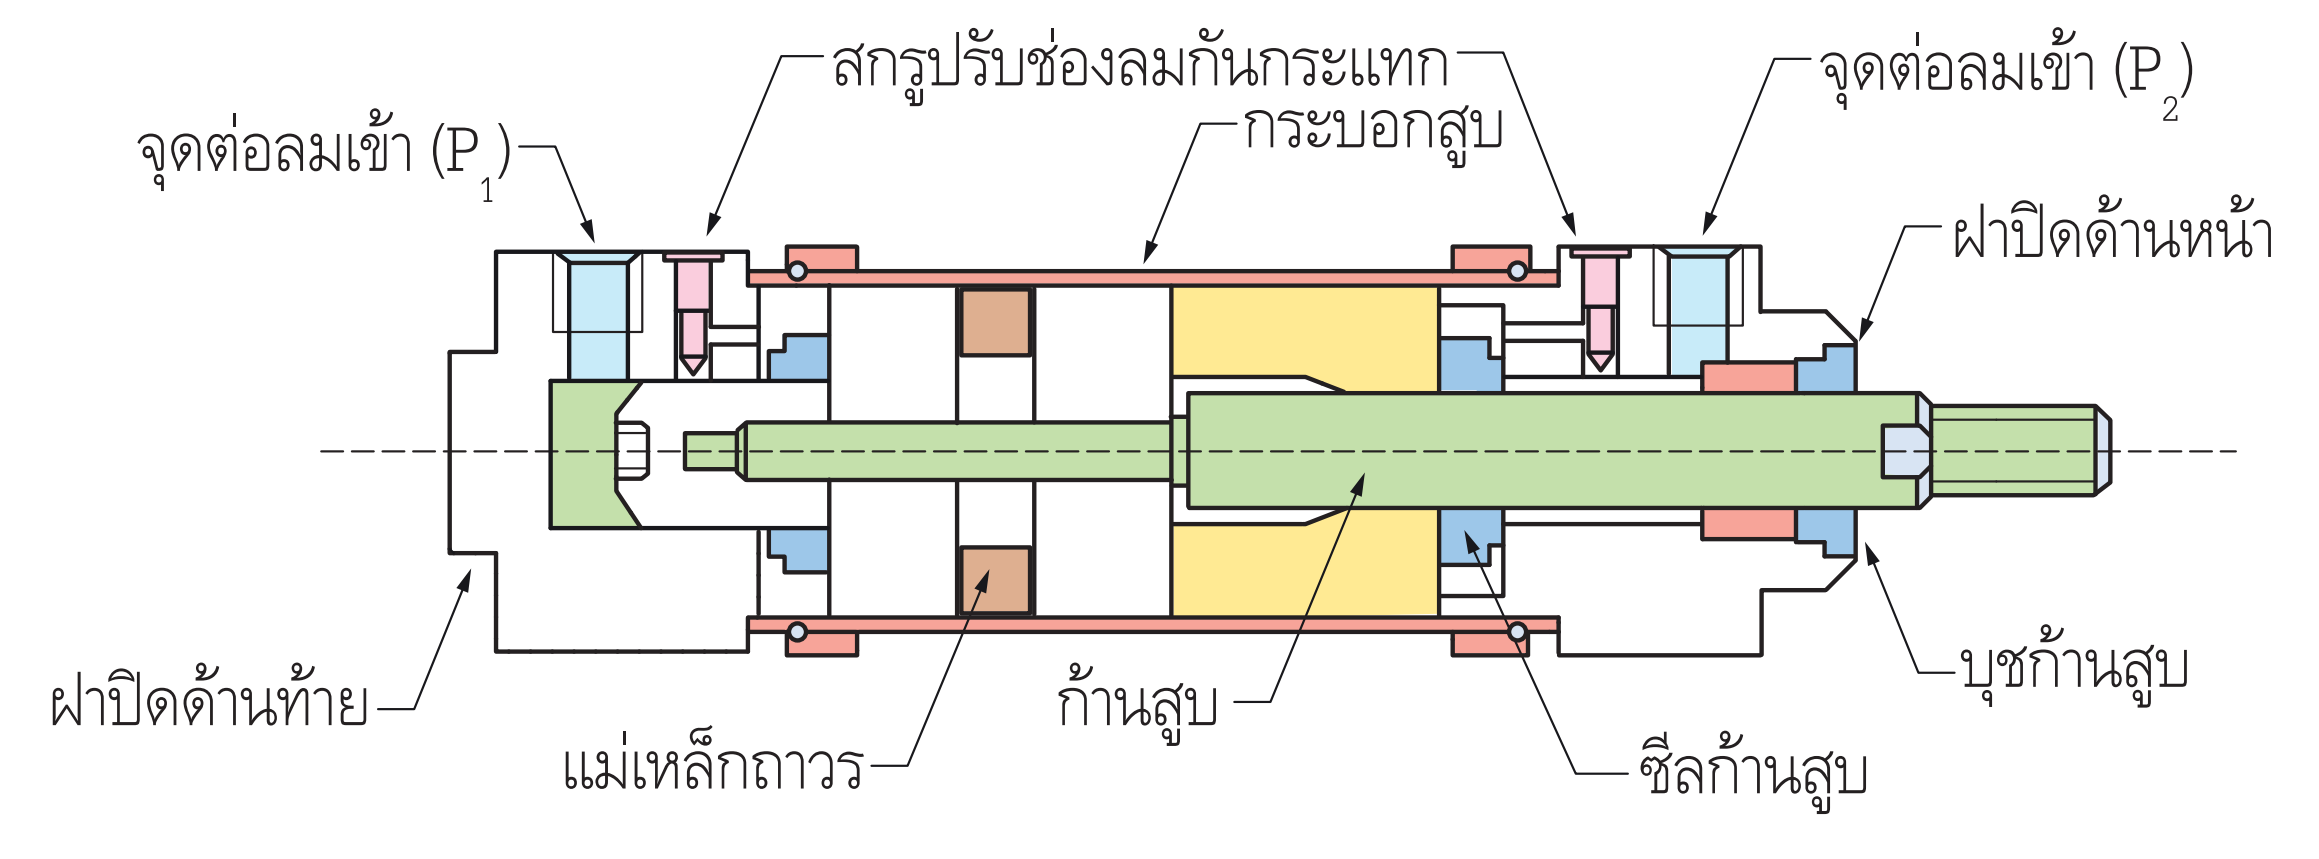 สกรูปรับช่องลมกันกระแทก
จุดต่อลมเข้า (P2)
กระบอกสูบ
จุดต่อลมเข้า (P1)
ฝาปิดด้านหน้า
บุชก้านสูบ
ฝาปิดด้านท้าย
ก้านสูบ
แม่เหล็กถาวร
ซีลก้านสูบ